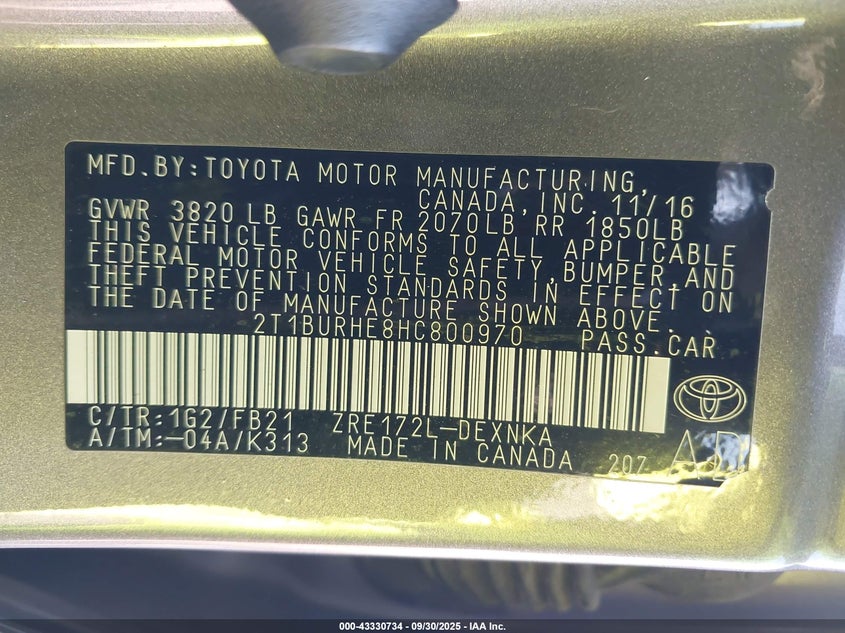 MFD.BY:TOYOTA MOTOR MANUFACTURING,
CANADA,INC. 11/16
GVWR 3820LB GAWR FR 2070LB RR 1850LB
THIS VEHICLE CONFORMS TO ALL APPLICABLE
FEDERAL MOTOR VEHICLE SAFETY,BUMPER,AND
THEFT PREVENTION STANDARDS IN EFFECT ON
THE DATE OF MANUFACTURE SHOWN ABOVE.
2T1BURHE8HC800970 PASS.CAR
C/TR:1G2/FB21 ZRE172L-DEXNKA
A/TM:-04A/K313 MADE IN CANADA 207 AD
000-43330734 - 09/30/2025 - IAA Inc.